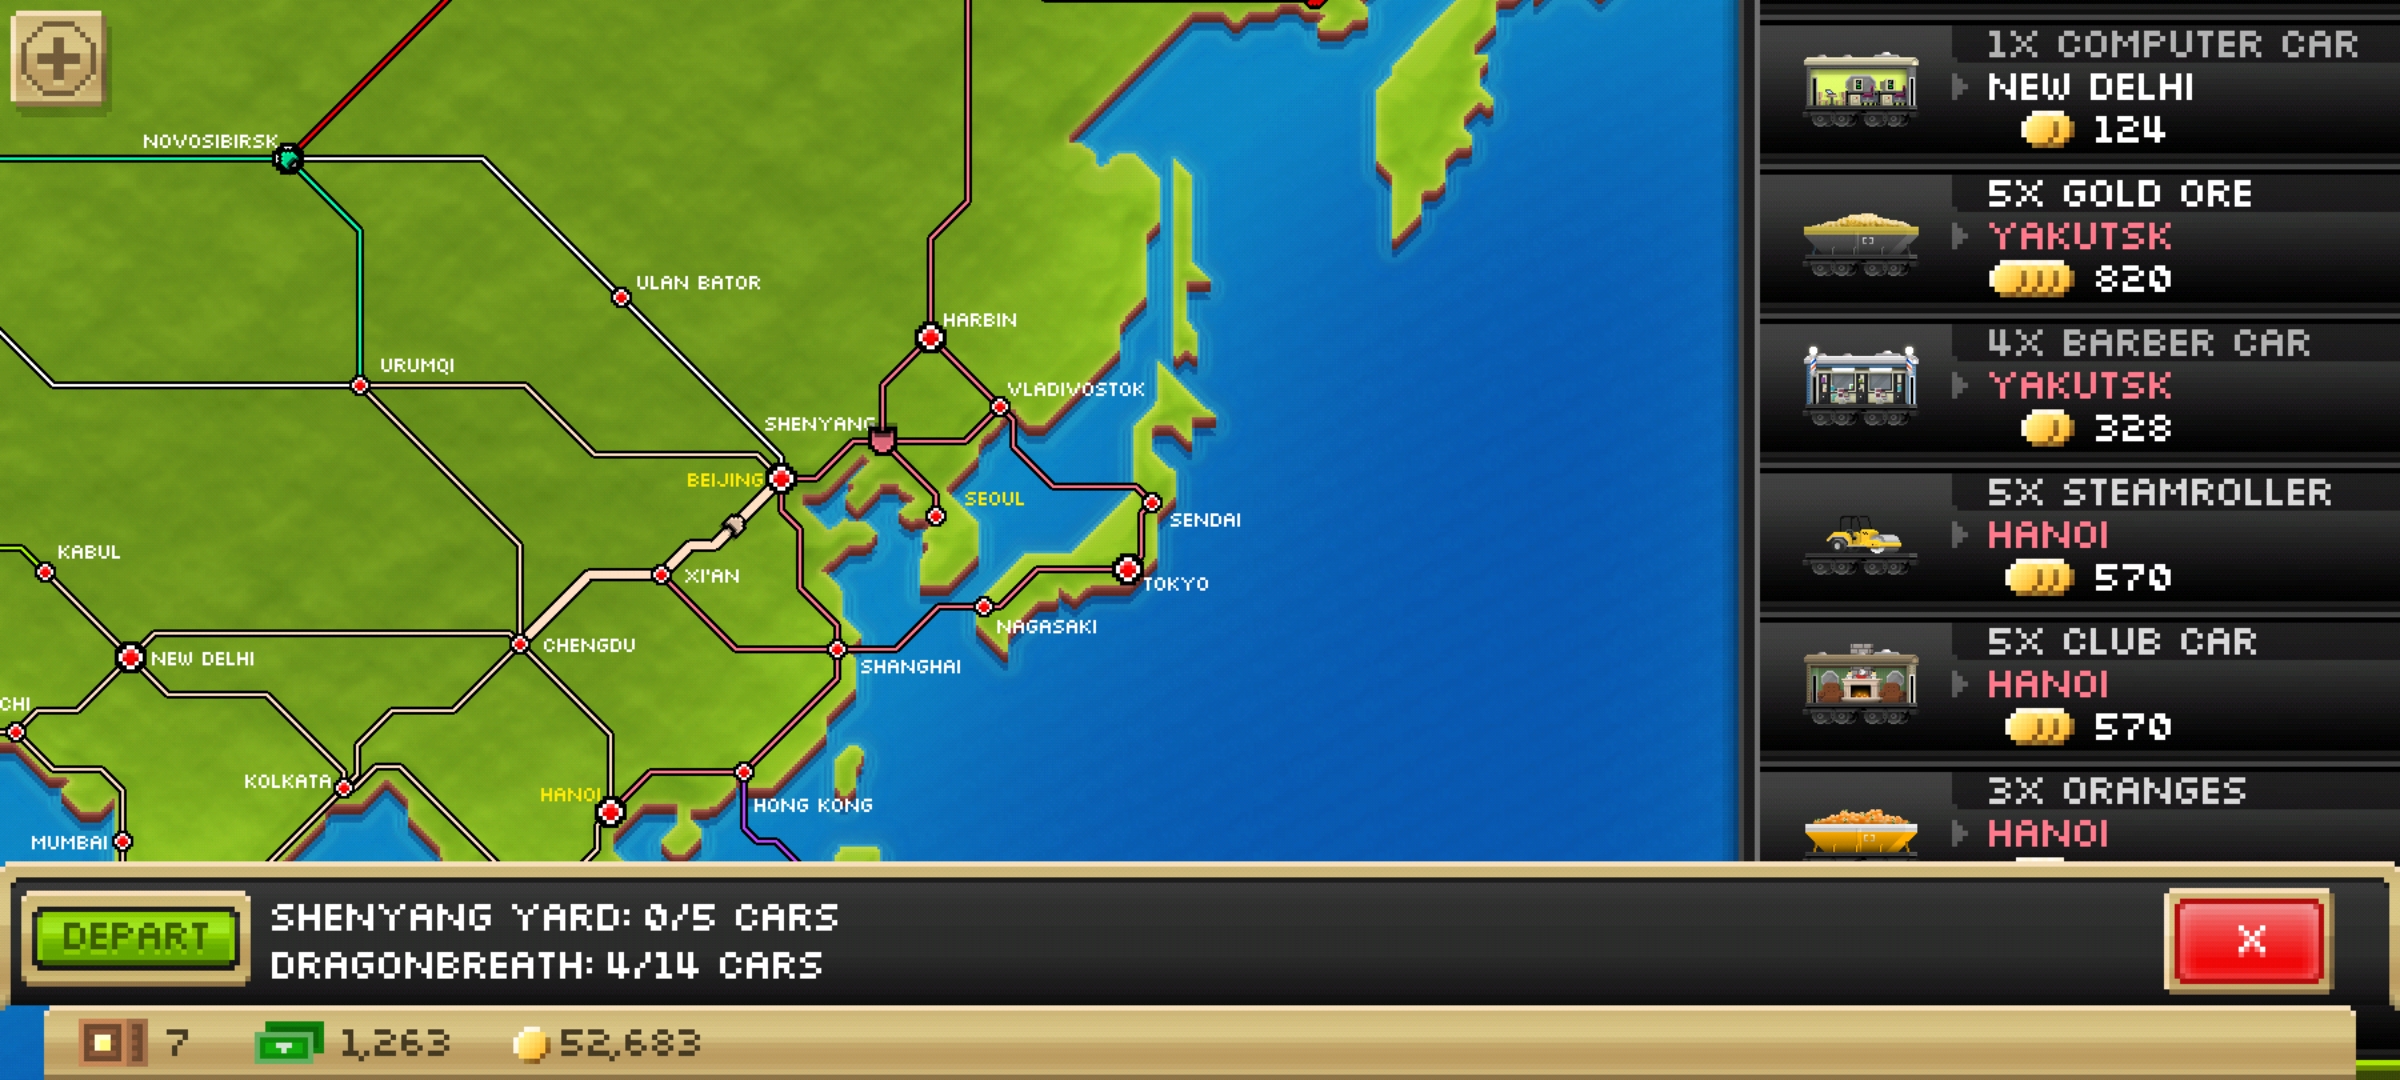 NOVOSIBIRSK
ULAN BATOR
HARBIN
URUMQI
VLADIVOSTOK
SHENYANG
BEIJING
SEOUL
SENDAI
KABUL
XI'AN
TOKYO
NAGASAKI
CHENGDU
NEW DELHI
SHANGHAI
CHI
KOLKATA
HANOI
HONG KONG
MUMBAI
1X COMPUTER CAR
NEW DELHI
124
5X GOLD ORE
YAKUTSK
820
4X BARBER CAR
YAKUTSK
328
5X STEAMROLLER
HANOI
570
5X CLUB CAR
HANOI
570
3X ORANGES
HANOI
DEPART
SHENYANG YARD: 0/5 CARS
DRAGONBREATH: 4/14 CARS
X
7
1,263
52,683